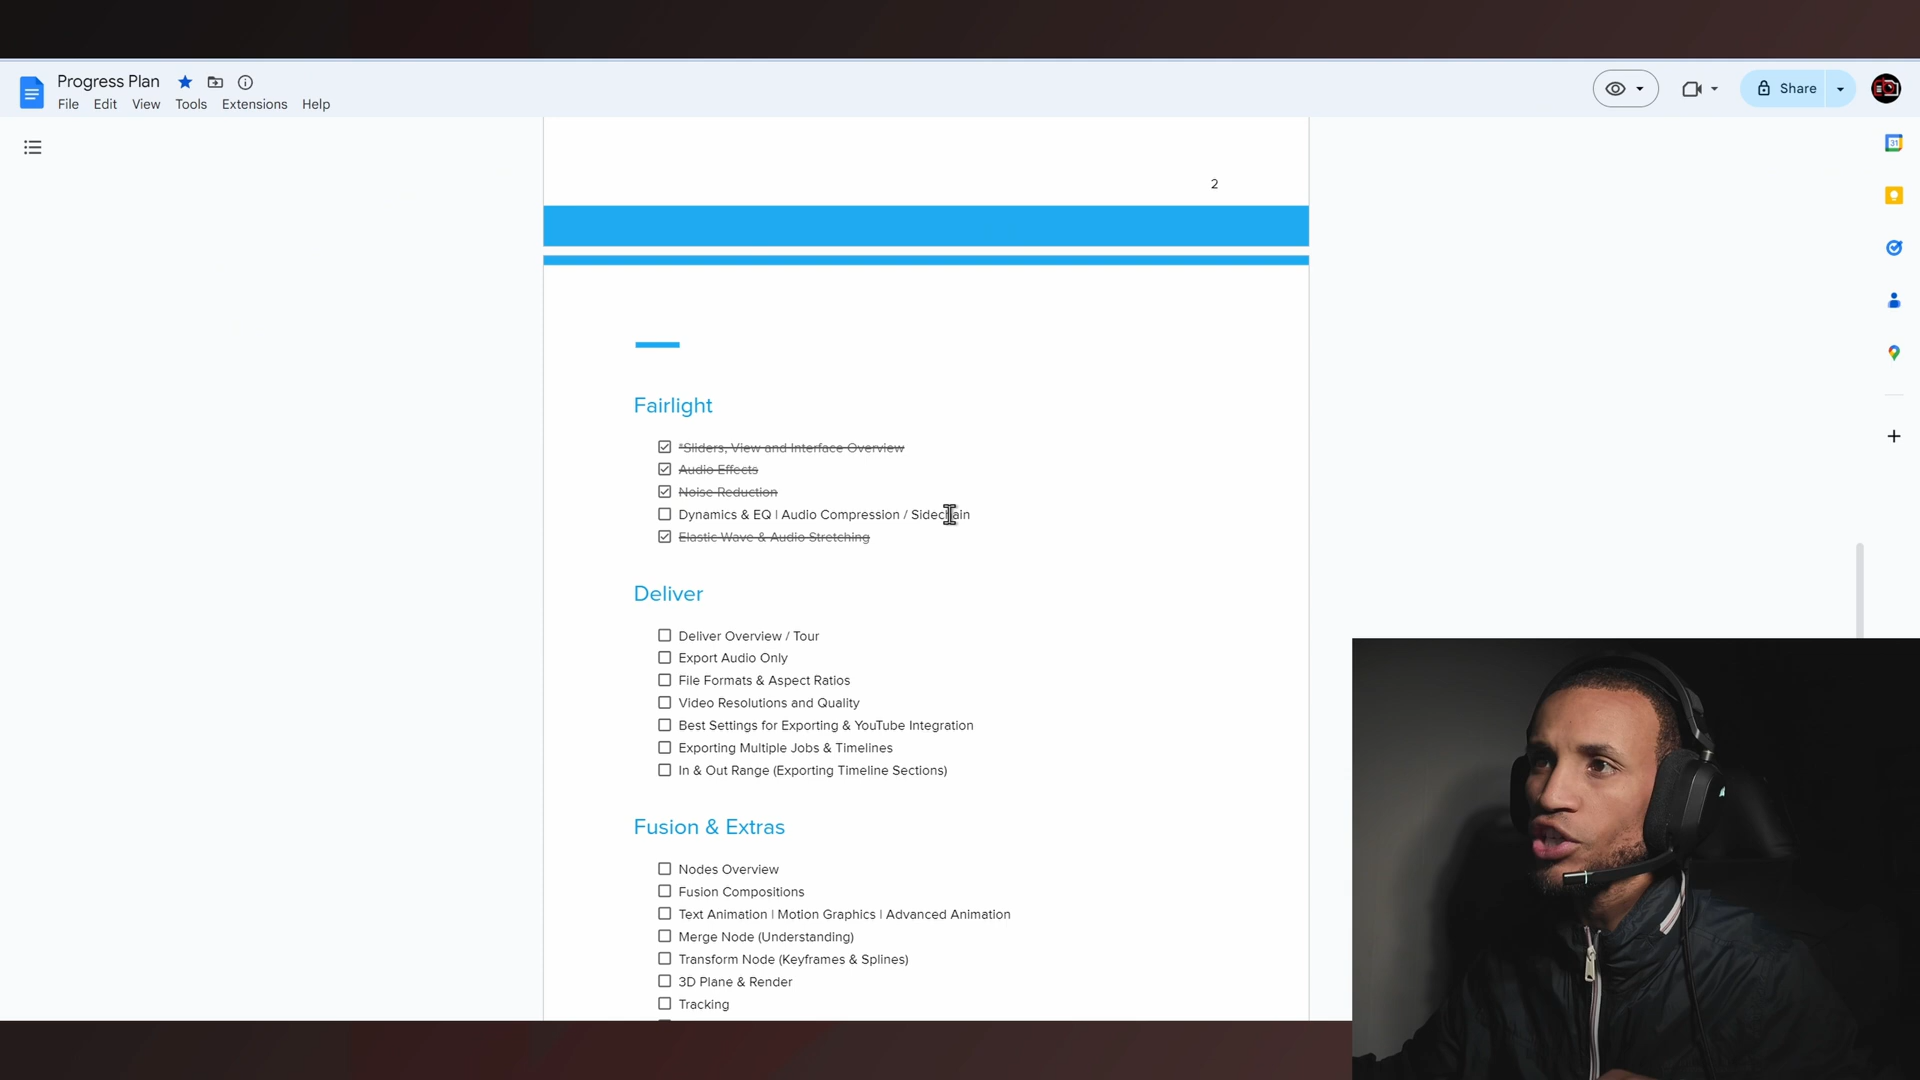 Progress Plan
File Edit View Tools Extensions Help
Share
31
2
Fairlight
*Sliders, View and Interface Overview
Audio Effects
Noise Reduction
Dynamics & EQ | Audio Compression / Sidechain
Elastic Wave & Audio Stretching
Deliver
Deliver Overview / Tour
Export Audio Only
File Formats & Aspect Ratios
Video Resolutions and Quality
Best Settings for Exporting & YouTube Integration
Exporting Multiple Jobs & Timelines
In & Out Range (Exporting Timeline Sections)
Fusion & Extras
Nodes Overview
Fusion Compositions
Text Animation | Motion Graphics | Advanced Animation
Merge Node (Understanding)
Transform Node (Keyframes & Splines)
3D Plane & Render
Tracking